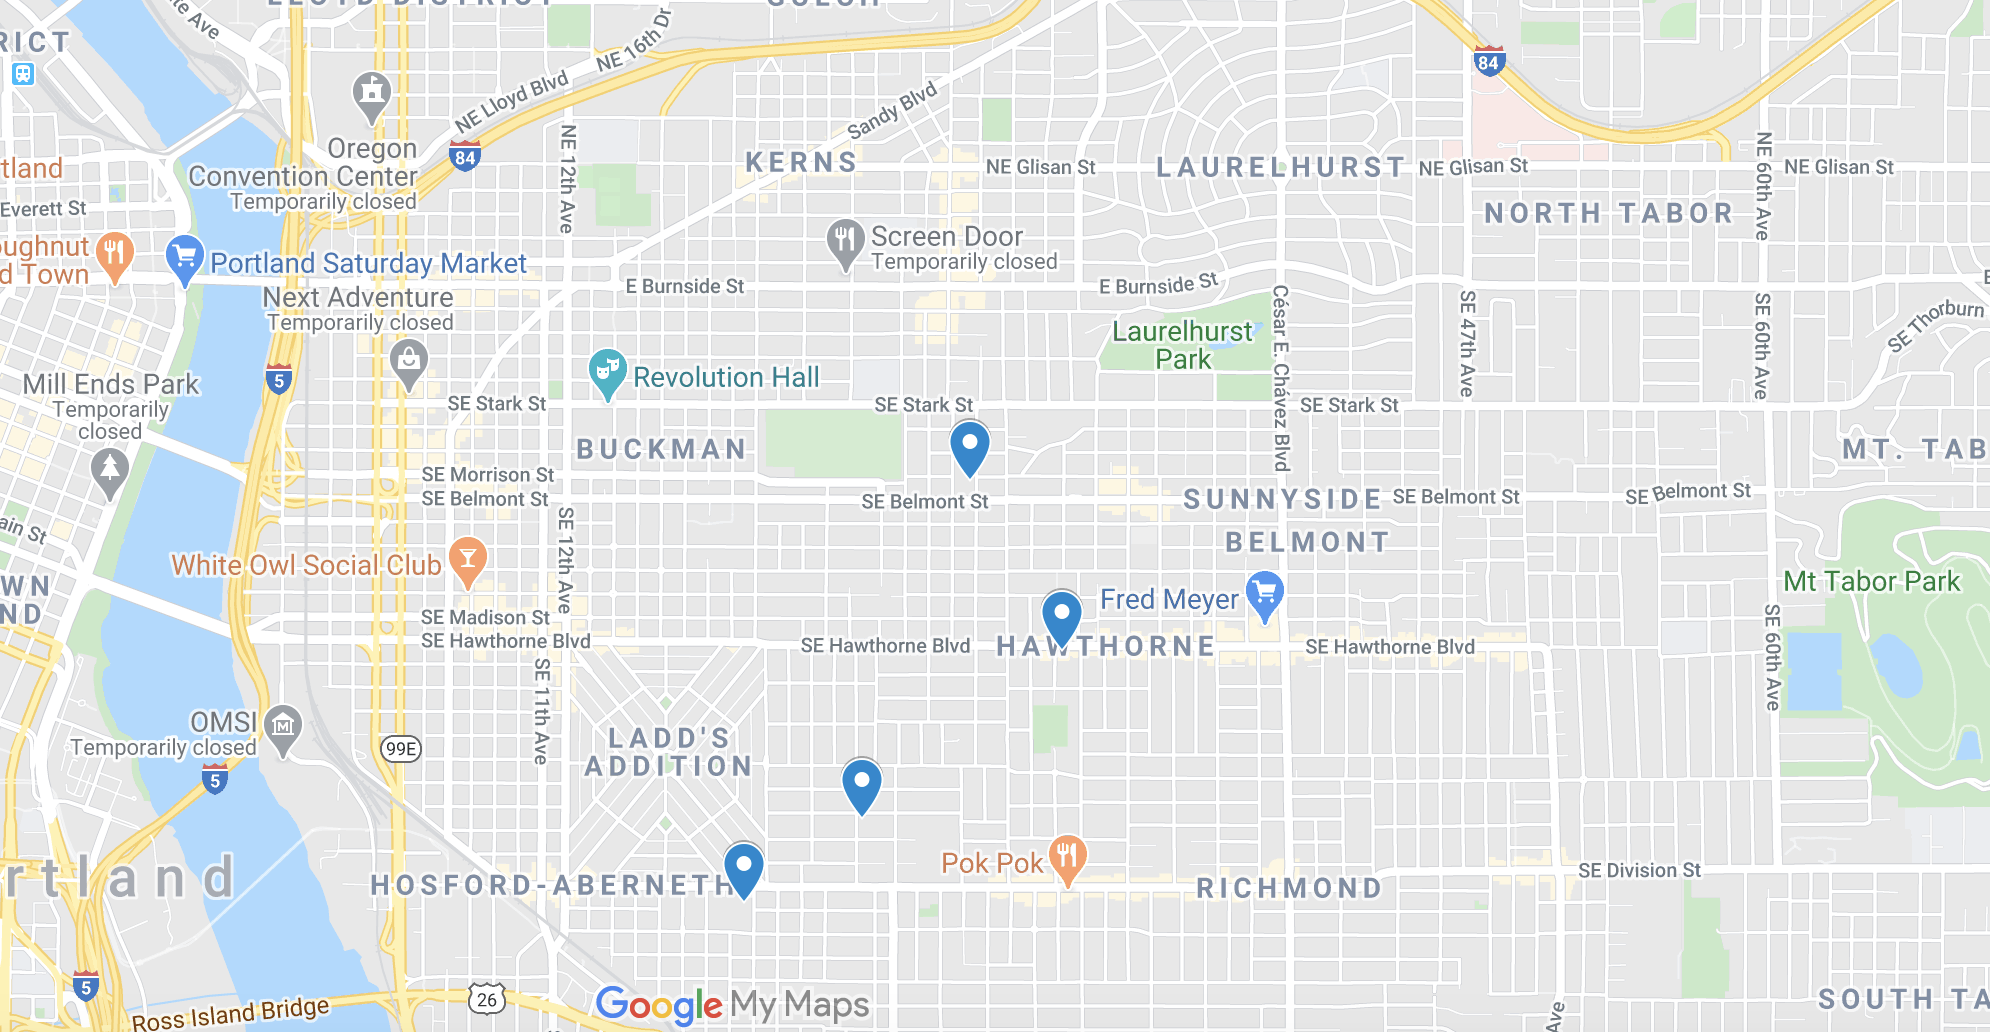 LLOYD DISTRICT
GULCH
NE 16th Dr
RICT
NE Lloyd Blvd
84
84
Sandy Blvd
Oregon
Convention Center
Temporarily closed
NE 12th Ave
KERNS
NE Glisan St
LAURELHURST
NE Glisan St
NE 60th Ave
NE Glisan St
tland
Everett St
NORTH TABOR
oughnut
d Town
Portland Saturday Market
Screen Door
Temporarily closed
E Burnside St
E Burnside St
Next Adventure
Temporarily closed
César E. Chávez Blvd
SE 47th Ave
SE 60th Ave
SE Thorburn
Laurelhurst
Park
5
Revolution Hall
Mill Ends Park
Temporarily
closed
SE Stark St
SE Stark St
SE Stark St
BUCKMAN
MT. TAB
SE Morrison St
SE Belmont St
SE Belmont St
SUNNYSIDE
SE Belmont St
SE Belmont St
ain St
SE 12th Ave
BELMONT
White Owl Social Club
Mt Tabor Park
OWN
ND
Fred Meyer
SE 60th Ave
SE Madison St
SE Hawthorne Blvd
SE Hawthorne Blvd
HAWTHORNE
SE Hawthorne Blvd
SE 11th Ave
OMSI
Temporarily closed
99E
LADD'S
ADDITION
5
rtland
HOSFORD-ABERNETH
Pok Pok
RICHMOND
SE Division St
5
26
Ross Island Bridge
Google My Maps
Ave
SOUTH TA